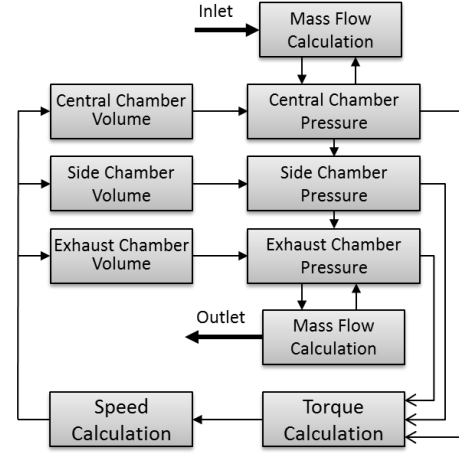 Inlet
Mass Flow
Calculation
Central Chamber
Volume
Central Chamber
Pressure
Side Chamber
Volume
Side Chamber
Pressure
Exhaust Chamber
Volume
Exhaust Chamber
Pressure
Outlet
Mass Flow
Calculation
Speed
Calculation
Torque
Calculation